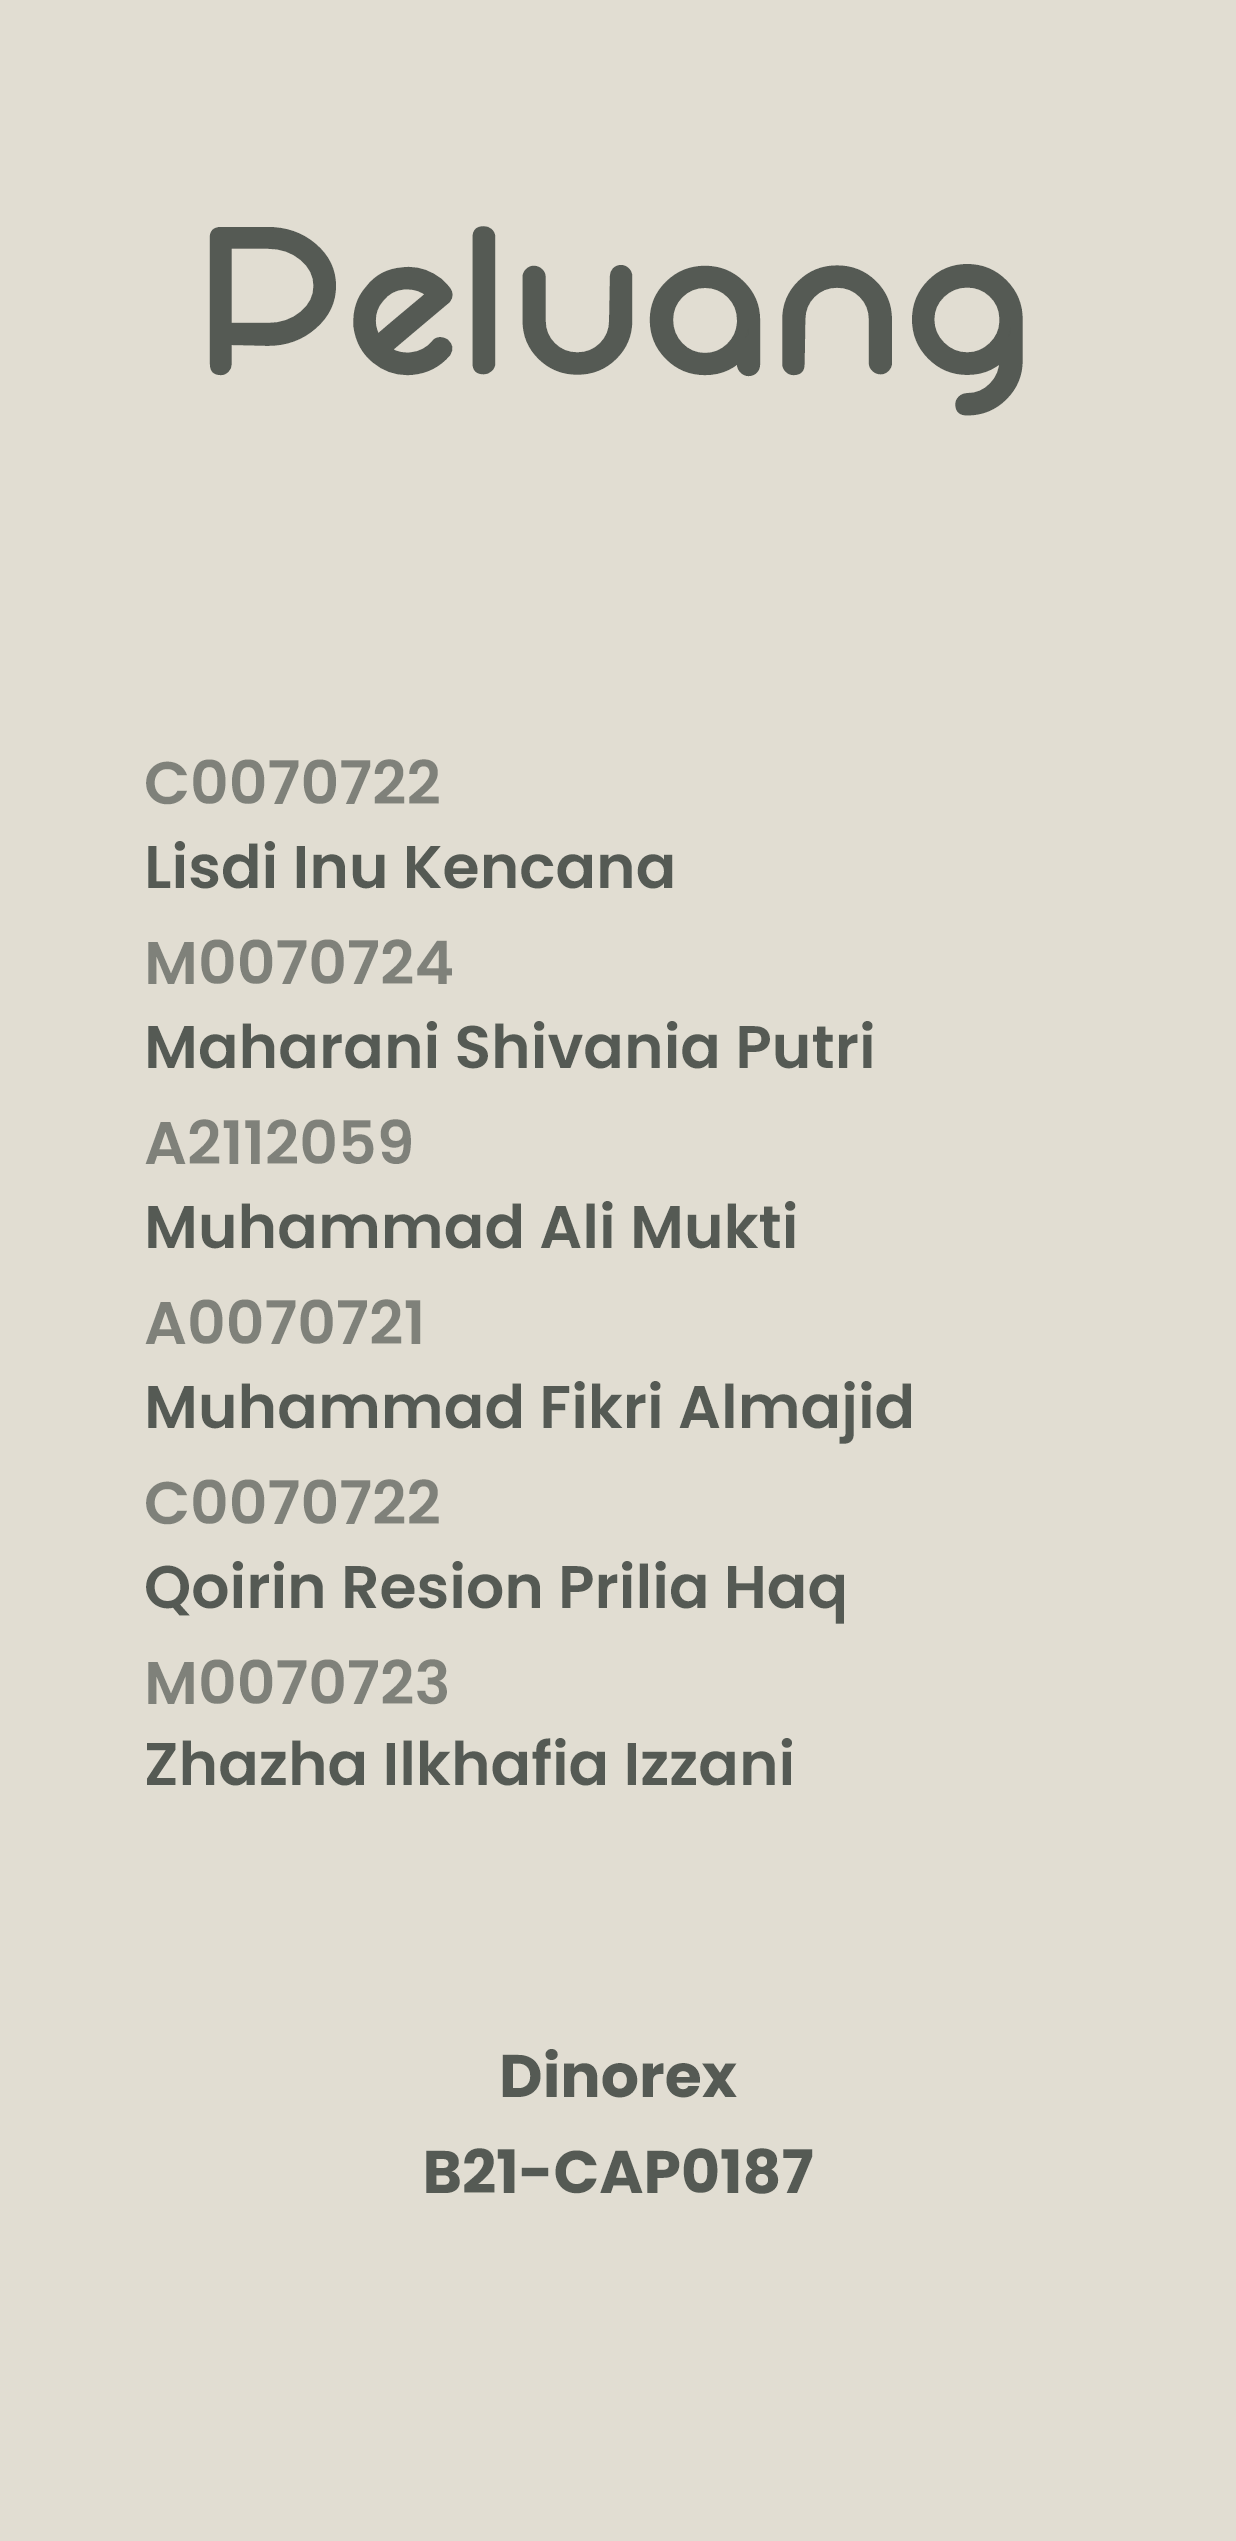 Peluang
C0070722
Lisdi Inu Kencana
M0070724
Maharani Shivania Putri
A2112059
Muhammad Ali Mukti
A0070721
Muhammad Fikri Almajid
C0070722
Qoirin Resion Prilia Haq
M0070723
Zhazha Ilkhafia Izzani
Dinorex
B21-CAP0187